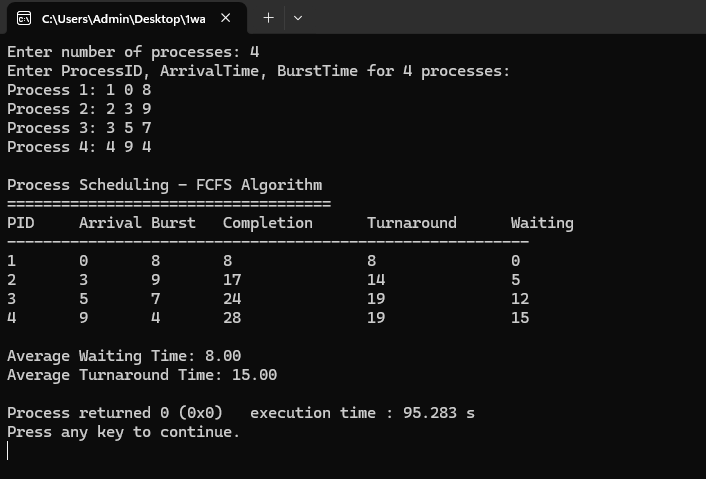 C:\Users\Admin\Desktop\1wa
Enter number of processes: 4
Enter ProcessID, ArrivalTime, BurstTime for 4 processes:
Process 1: 1 0 8
Process 2: 2 3 9
Process 3: 3 5 7
Process 4: 4 9 4
Process Scheduling - FCFS Algorithm
====================================
PID     Arrival Burst   Completion      Turnaround      Waiting
----------------------------------------------------------
1       0       8       8               8               0
2       3       9       17              14              5
3       5       7       24              19              12
4       9       4       28              19              15
Average Waiting Time: 8.00
Average Turnaround Time: 15.00
Process returned 0 (0x0)   execution time : 95.283 s
Press any key to continue.